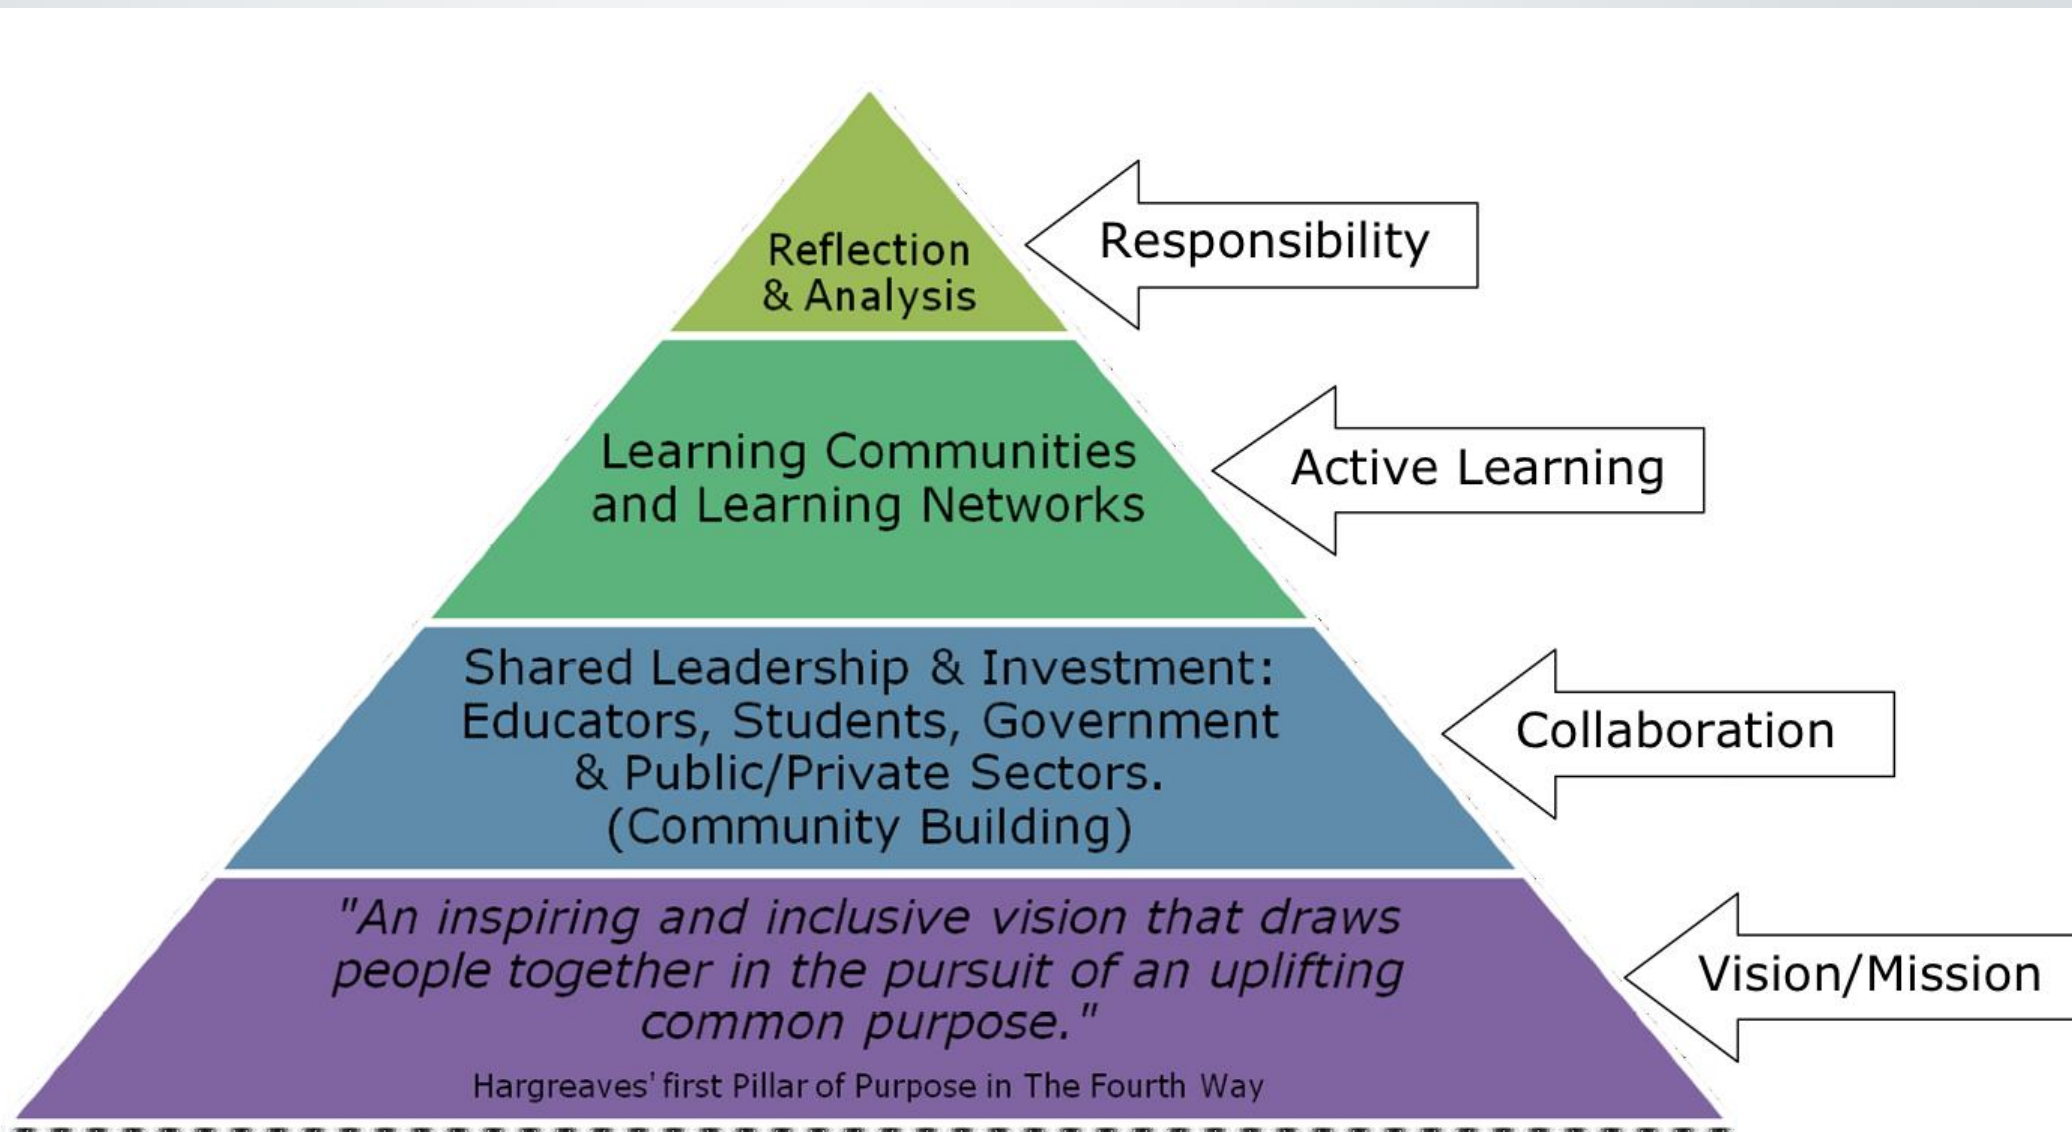 Reflection
& Analysis
Responsibility
Learning Communities
and Learning Networks
Active Learning
Shared Leadership & Investment:
Educators, Students, Government
& Public/Private Sectors.
(Community Building)
Collaboration
"An inspiring and inclusive vision that draws
people together in the pursuit of an uplifting
common purpose."
Hargreaves' first Pillar of Purpose in The Fourth Way
Vision/Mission